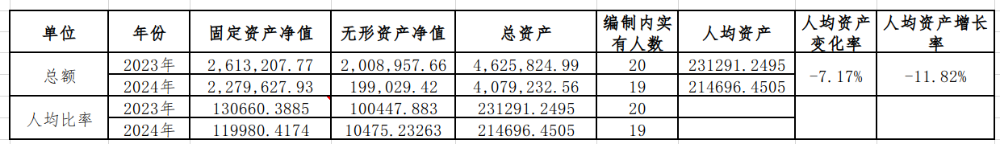 单位 年份 固定资产净值 无形资产净值 总资产 编制内实有人数 人均资产 人均资产变化率 人均资产增长率
总额 2023年 2,613,207.77 2,008,957.66 4,625,824.99 20 231291.2495 -7.17% -11.82%
2024年 2,279,627.93 199,029.42 4,079,232.56 19 214696.4505
人均比率 2023年 130660.3885 100447.883 231291.2495 20
2024年 119980.4174 10475.23263 214696.4505 19